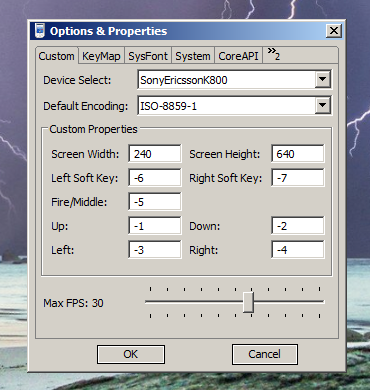 Options & Properties
Custom KeyMap SysFont System CoreAPI »2
Device Select: SonyEricssonK800
Default Encoding: ISO-8859-1
Custom Properties
Screen Width: 240 Screen Height: 640
Left Soft Key: -6 Right Soft Key: -7
Fire/Middle: -5
Up: -1 Down: -2
Left: -3 Right: -4
Max FPS: 30
OK Cancel